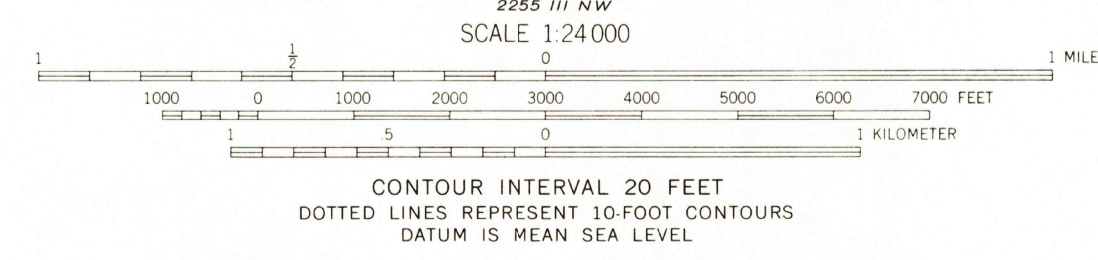 2255 III NW
SCALE 1:24 000
1 1/2 0 1 MILE
1000 0 1000 2000 3000 4000 5000 6000 7000 FEET
1 .5 0 1 KILOMETER
CONTOUR INTERVAL 20 FEET
DOTTED LINES REPRESENT 10-FOOT CONTOURS
DATUM IS MEAN SEA LEVEL